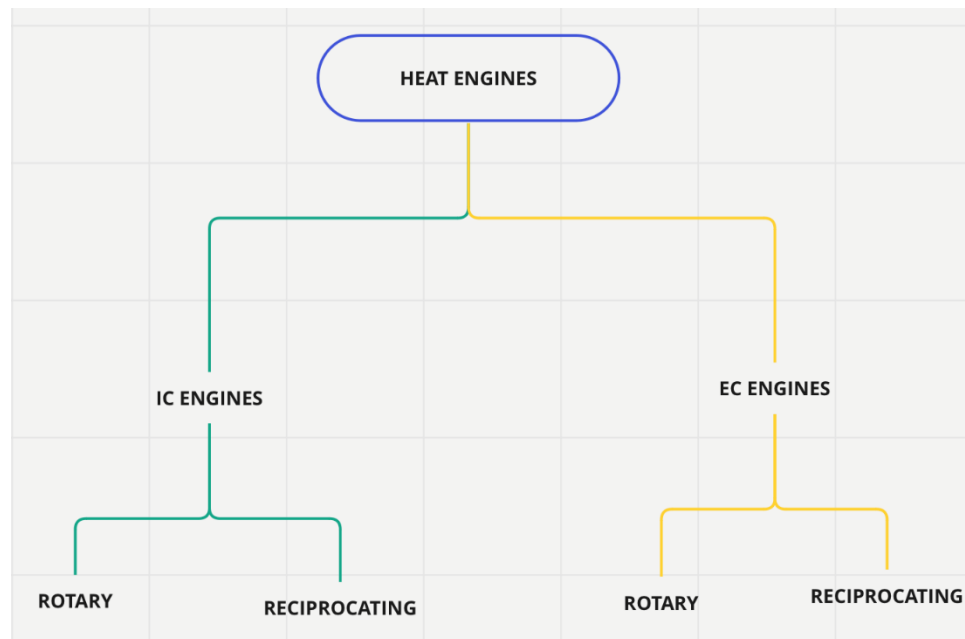 HEAT ENGINES
IC ENGINES
EC ENGINES
ROTARY
RECIPROCATING
ROTARY
RECIPROCATING